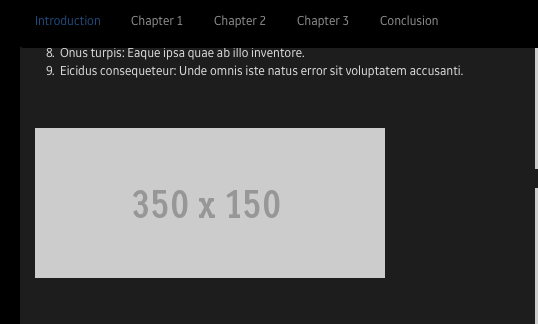 Introduction Chapter 1 Chapter 2 Chapter 3 Conclusion
8. Onus turpis: Eaque ipsa quae ab illo inventore.
9. Eicidus consequeteur: Unde omnis iste natus error sit voluptatem accusanti.
350 x 150